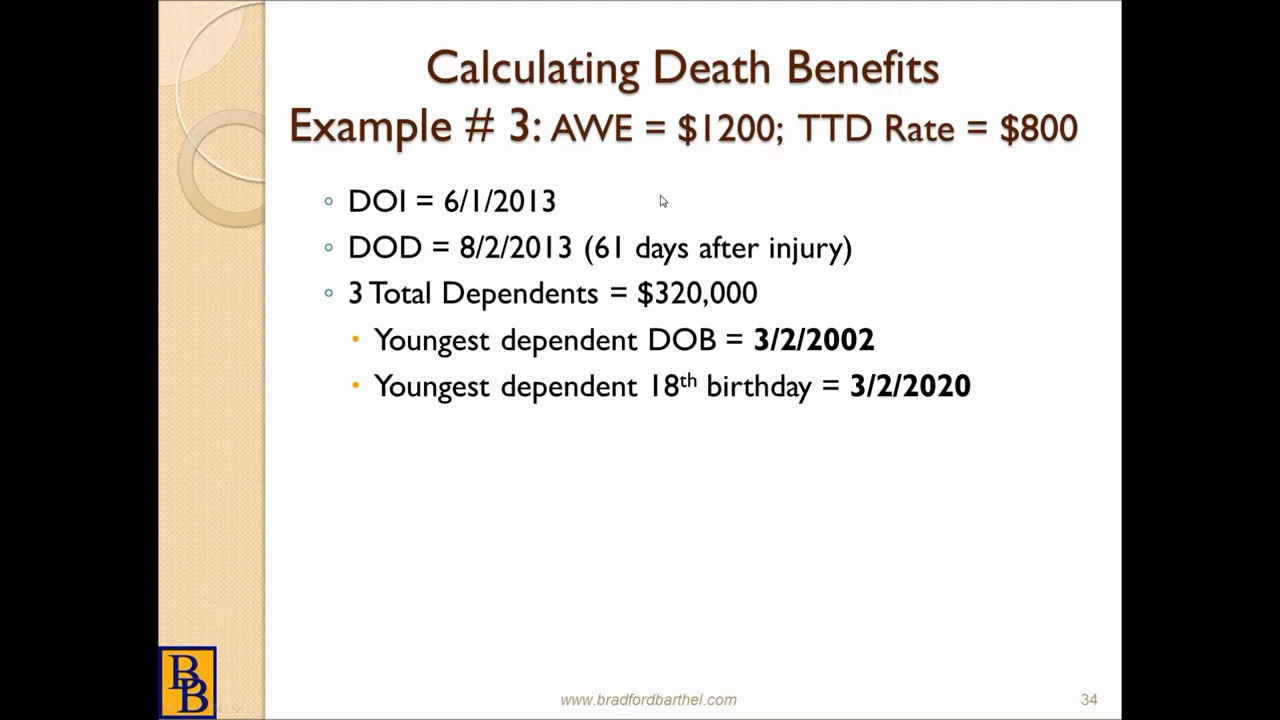 Calculating Death Benefits
Example # 3: AWE = $1200; TTD Rate = $800
◦ DOI = 6/1/2013
◦ DOD = 8/2/2013 (61 days after injury)
◦ 3 Total Dependents = $320,000
• Youngest dependent DOB = 3/2/2002
• Youngest dependent 18th birthday = 3/2/2020
BB
www.bradfordbarthel.com
34